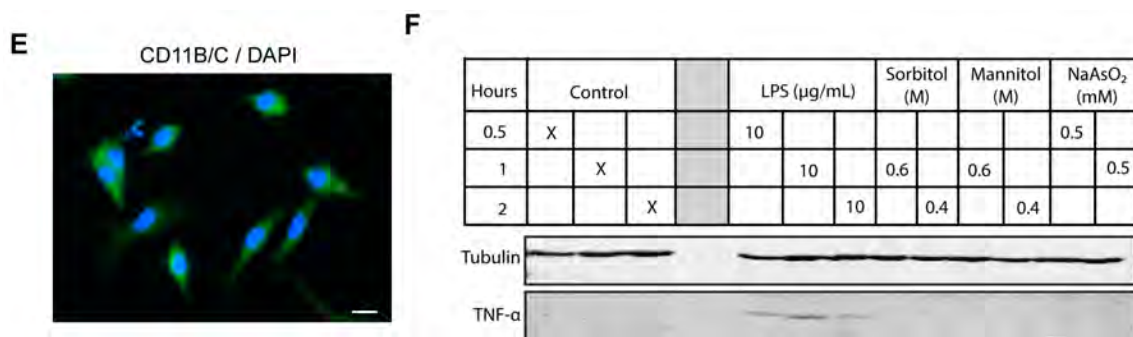 E
CD11B/C / DAPI
F
Hours Control LPS (µg/mL) Sorbitol (M) Mannitol (M) NaAsO₂ (mM)
0.5 X 10 0.5
1 X 10 0.6 0.6 0.5
2 X 10 0.4 0.4
Tubulin
TNF-α